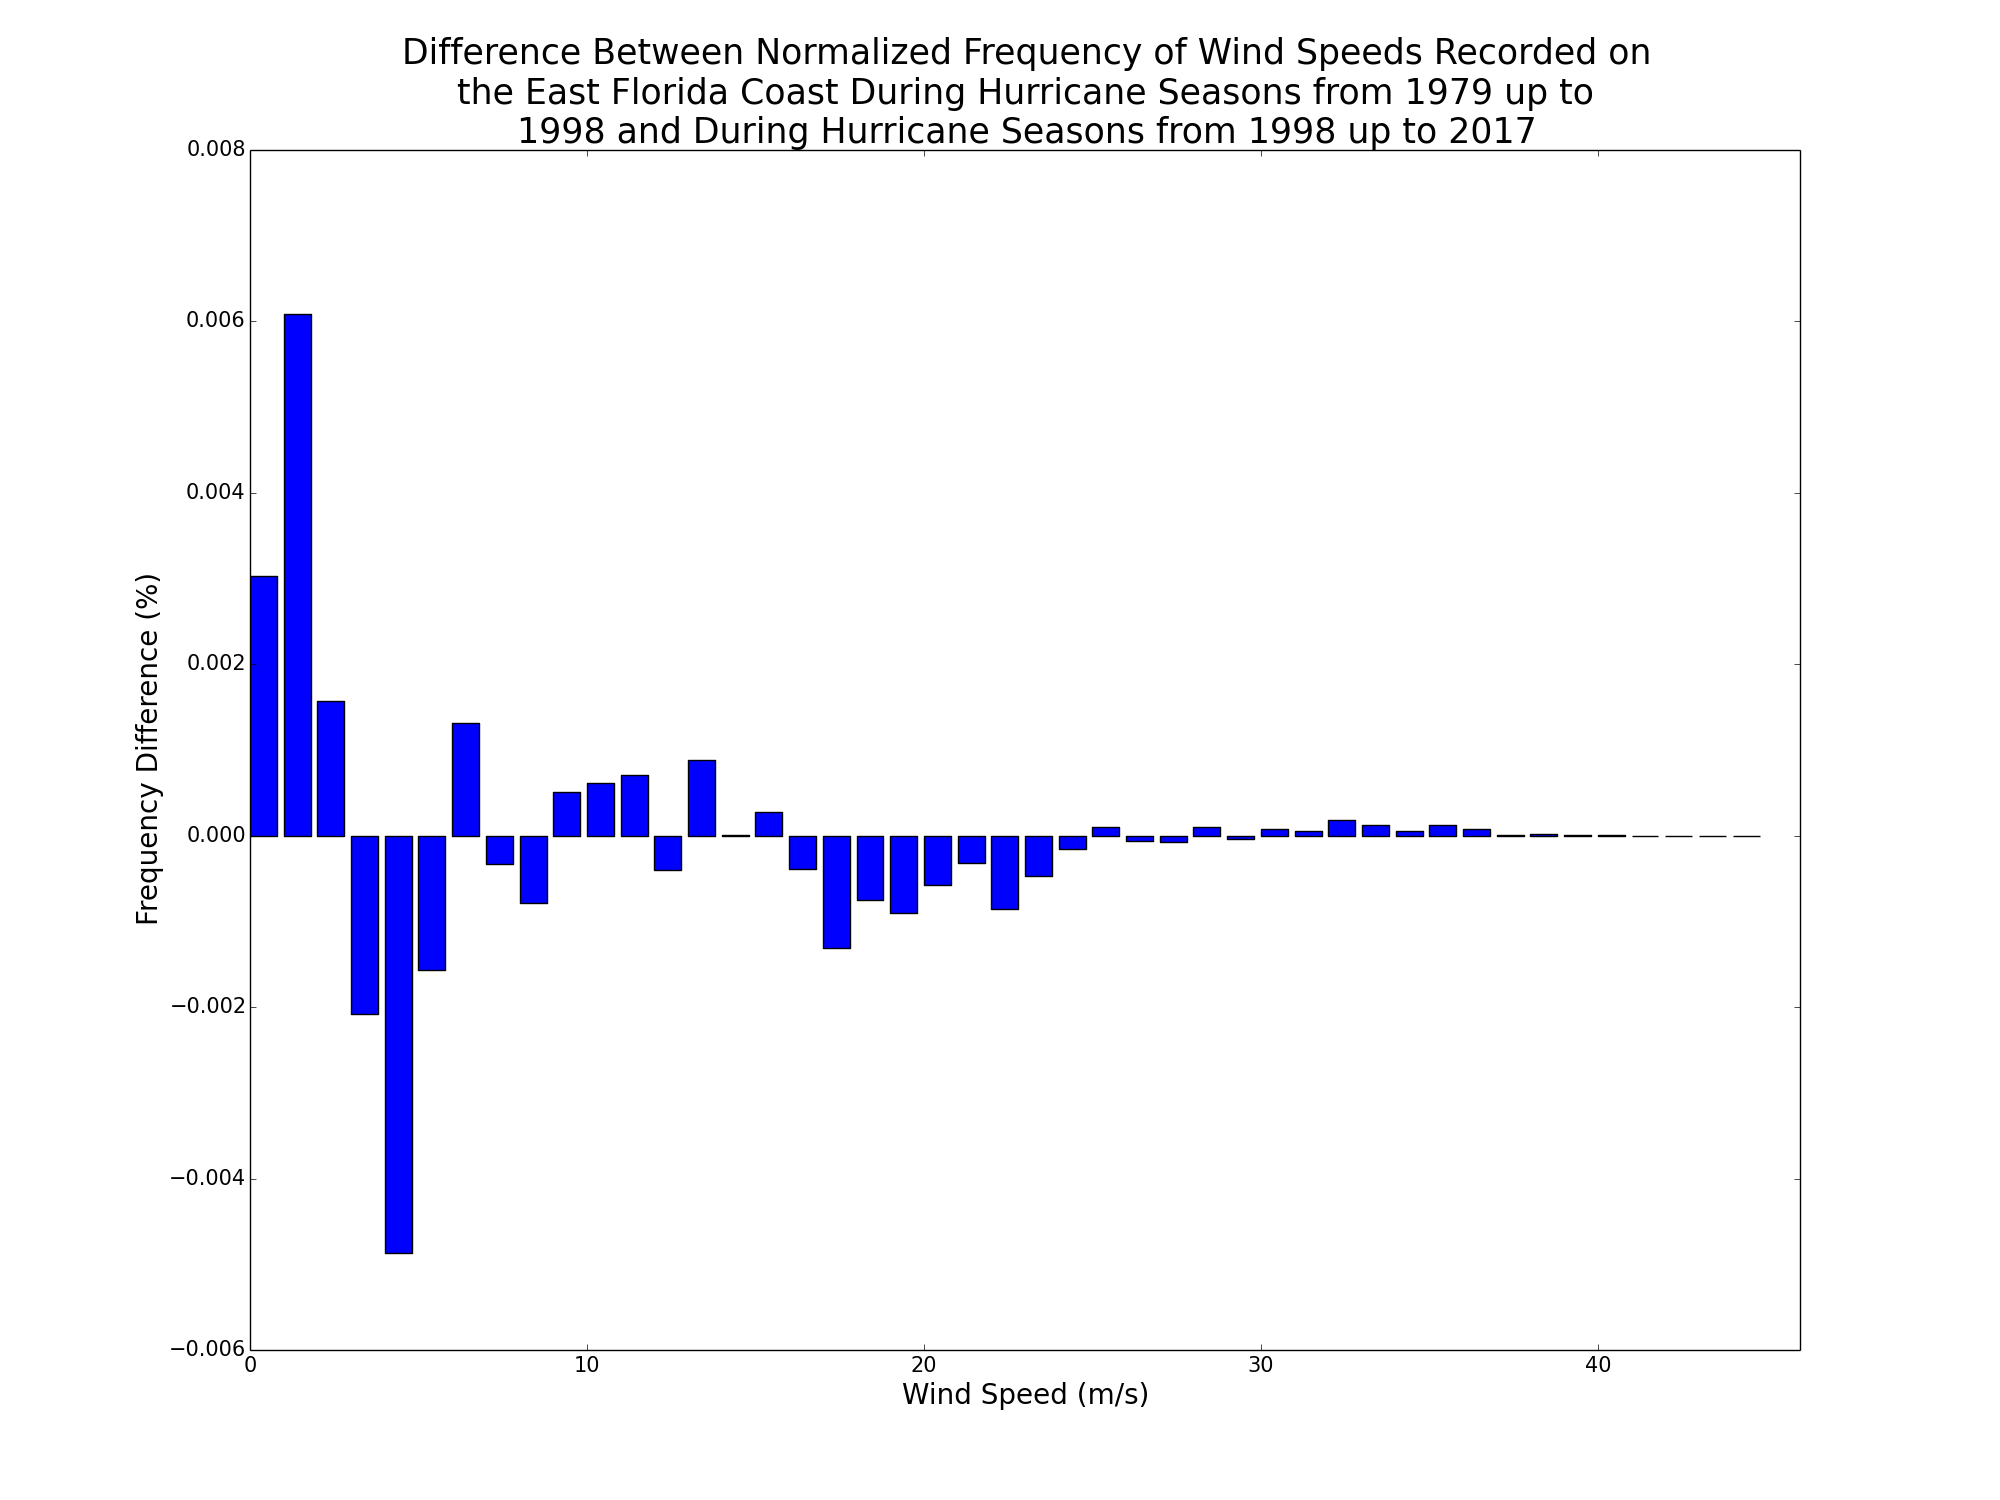 Difference Between Normalized Frequency of Wind Speeds Recorded on
the East Florida Coast During Hurricane Seasons from 1979 up to
1998 and During Hurricane Seasons from 1998 up to 2017
0.008
0.006
0.004
0.002
0.000
−0.002
−0.004
−0.006
Frequency Difference (%)
0 10 20 30 40
Wind Speed (m/s)